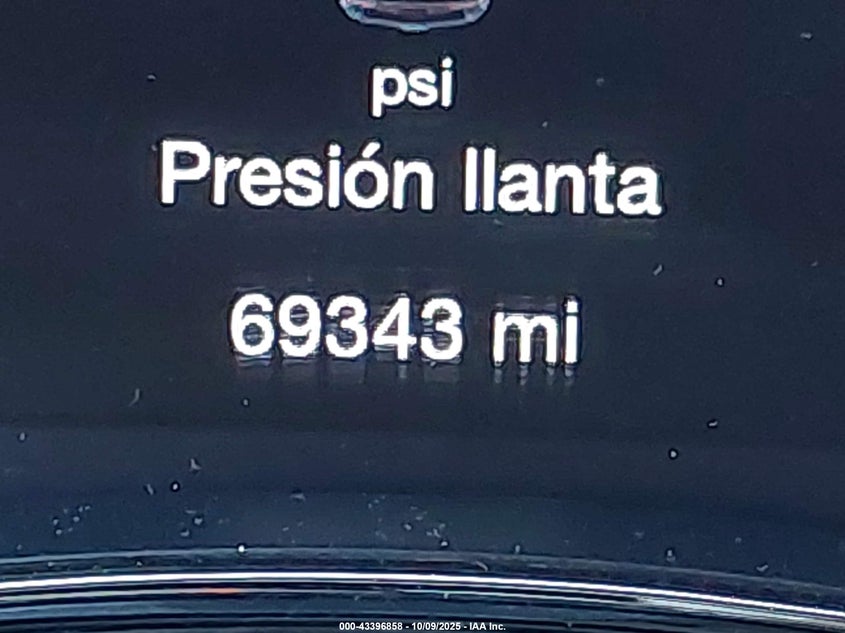 psi
Presión llanta
69343 mi
000-43396858 - 10/09/2025 - IAA Inc.